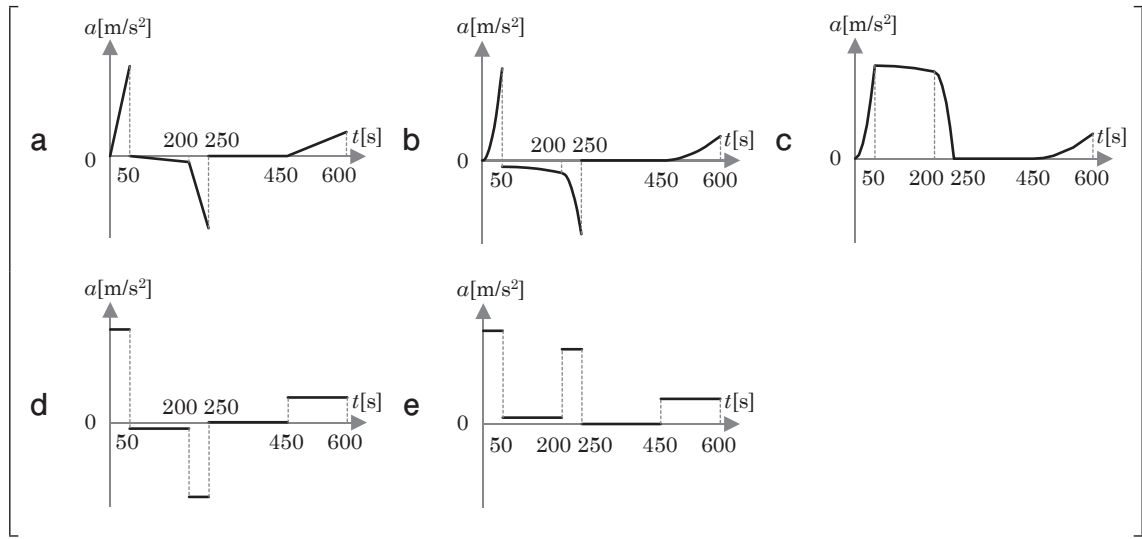 a[m/s²] a[m/s²] a[m/s²]
a 0 50 200 250 450 600 t[s]
b 0 50 200 250 450 600 t[s]
c 0 50 200 250 450 600 t[s]
a[m/s²] a[m/s²]
d 0 50 200 250 450 600 t[s]
e 0 50 200 250 450 600 t[s]